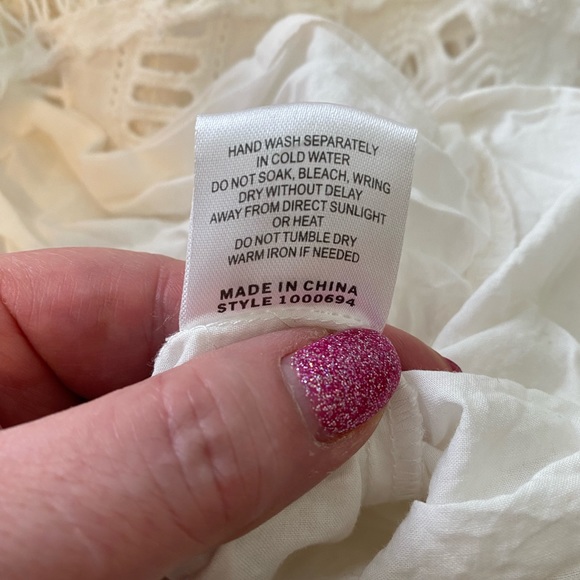 HAND WASH SEPARATELY
IN COLD WATER
DO NOT SOAK, BLEACH, WRING
DRY WITHOUT DELAY
AWAY FROM DIRECT SUNLIGHT
OR HEAT
DO NOT TUMBLE DRY
WARM IRON IF NEEDED
MADE IN CHINA
STYLE 1000694